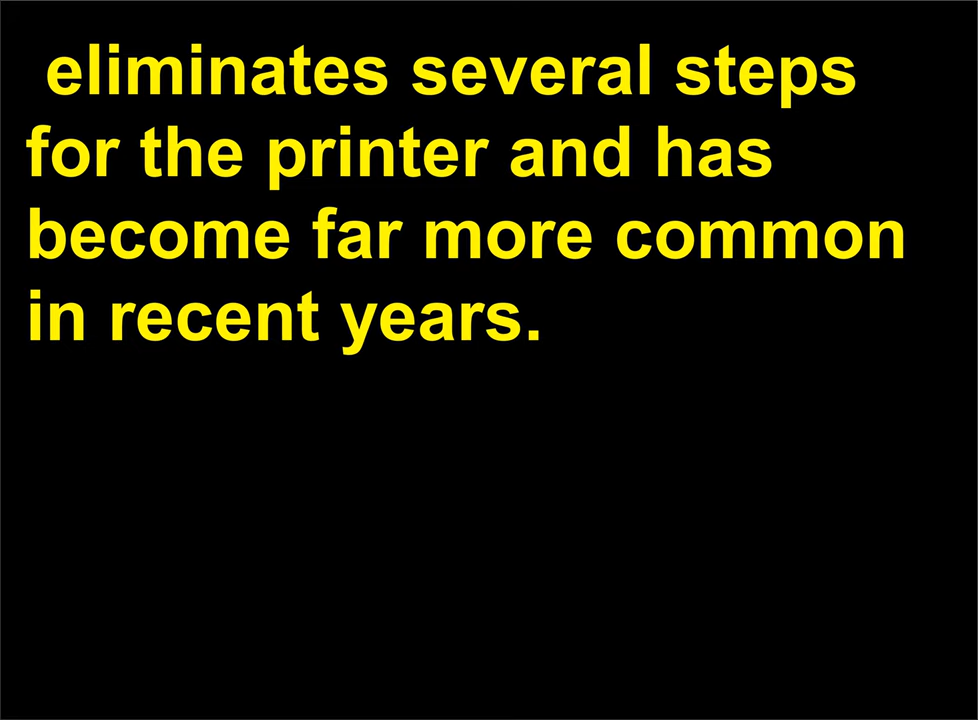 eliminates several steps
for the printer and has
become far more common
in recent years.